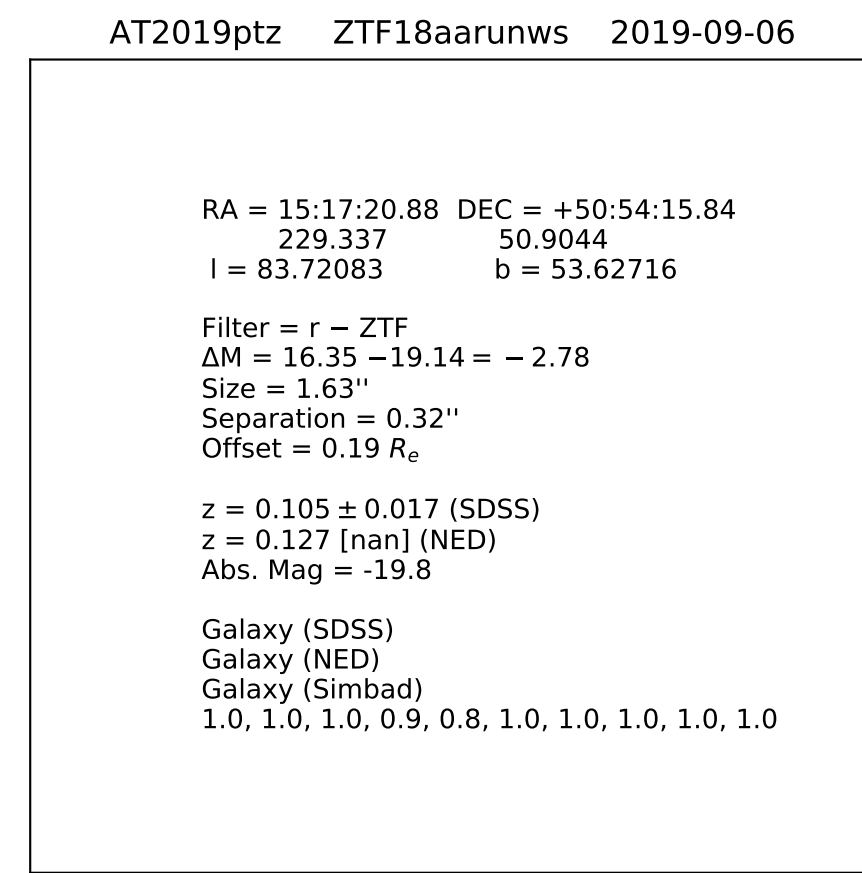 AT2019ptz ZTF18aarunws 2019-09-06
RA = 15:17:20.88 DEC = +50:54:15.84
229.337 50.9044
l = 83.72083 b = 53.62716
Filter = r − ZTF
ΔM = 16.35 −19.14 = − 2.78
Size = 1.63''
Separation = 0.32''
Offset = 0.19 Re
z = 0.105 ± 0.017 (SDSS)
z = 0.127 [nan] (NED)
Abs. Mag = -19.8
Galaxy (SDSS)
Galaxy (NED)
Galaxy (Simbad)
1.0, 1.0, 1.0, 0.9, 0.8, 1.0, 1.0, 1.0, 1.0, 1.0